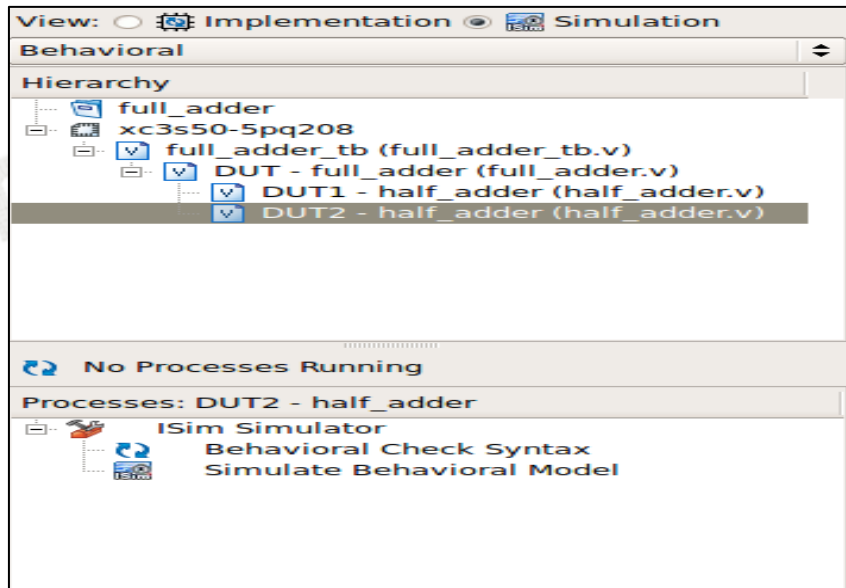 View: Implementation Simulation
Behavioral
Hierarchy
full_adder
xc3s50-5pq208
full_adder_tb (full_adder_tb.v)
DUT - full_adder (full_adder.v)
DUT1 - half_adder (half_adder.v)
DUT2 - half_adder (half_adder.v)
No Processes Running
Processes: DUT2 - half_adder
ISim Simulator
Behavioral Check Syntax
Simulate Behavioral Model